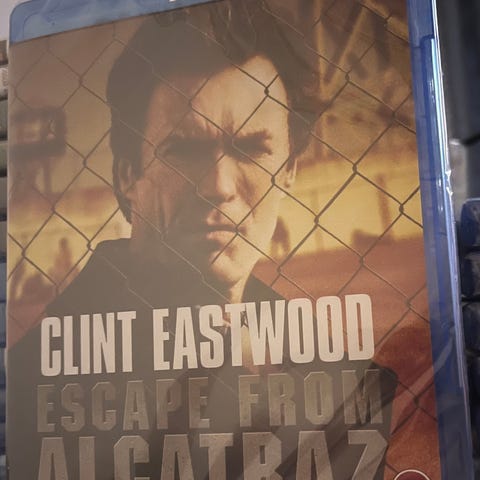 CLINT EASTWOOD
ESCAPE FROM
ALCATRAZ